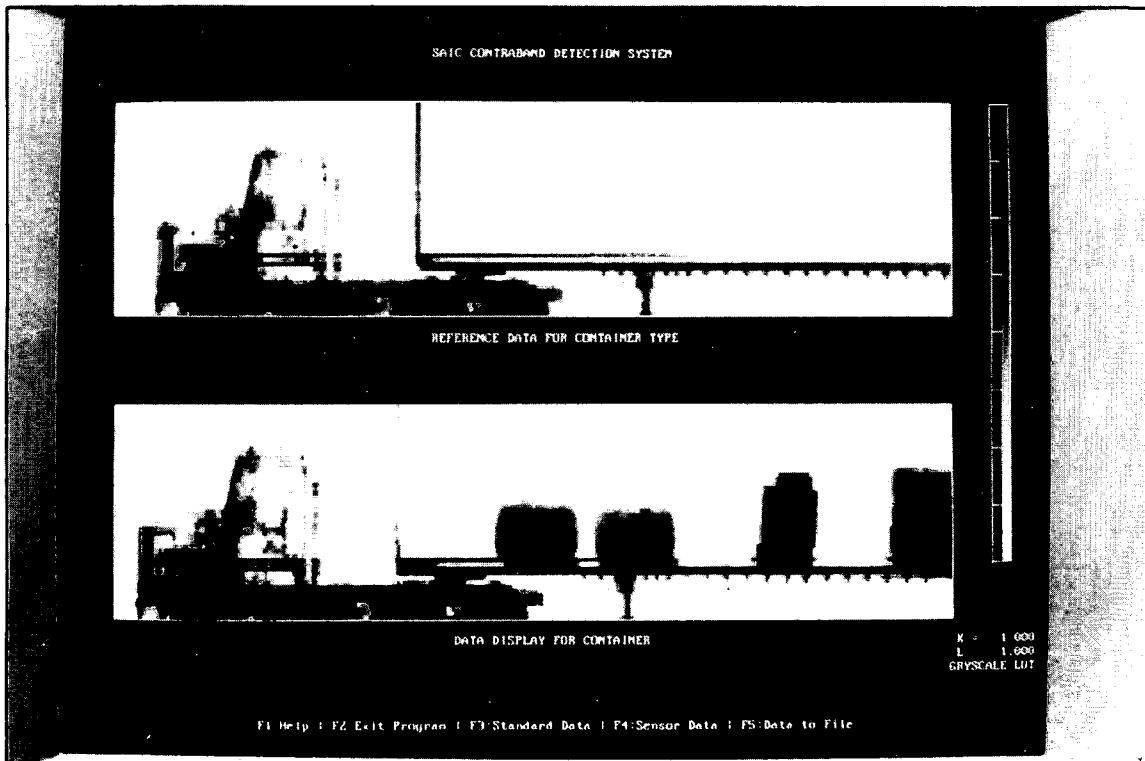 SAIC CONTRABAND DETECTION SYSTEM
REFERENCE DATA FOR CONTAINER TYPE
DATA DISPLAY FOR CONTAINER
K = 1.000
L 1.000
GRYSCALE LUT
F1 Help | F2 Exit Program | F3:Standard Data | F4:Sensor Data | F5:Data to File